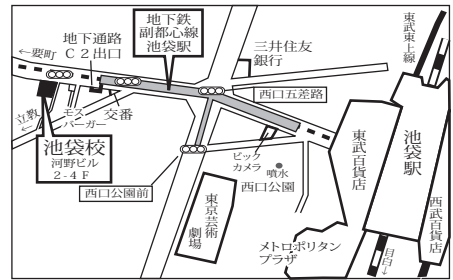 ←要町
地下通路
C2出口
地下鉄
副都心線
池袋駅
三井住友
銀行
東武東上線
西口五差路
モス
バーガー
交番
立教
池袋校
河野ビル
2-4F
西口公園前
ビック
カメラ
噴水
西口公園
東京芸術
劇場
メトロポリタン
プラザ
東武百貨店
池袋駅
西武百貨店
目白→